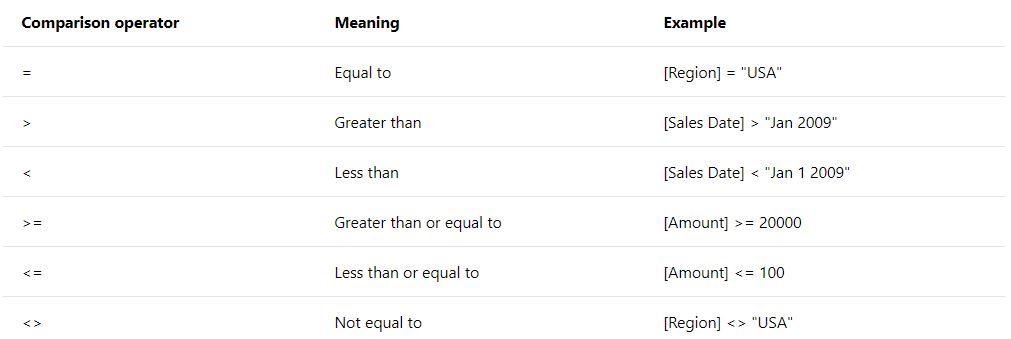 Comparison operator Meaning Example
= Equal to [Region] = "USA"
> Greater than [Sales Date] > "Jan 2009"
< Less than [Sales Date] < "Jan 1 2009"
>= Greater than or equal to [Amount] >= 20000
<= Less than or equal to [Amount] <= 100
<> Not equal to [Region] <> "USA"